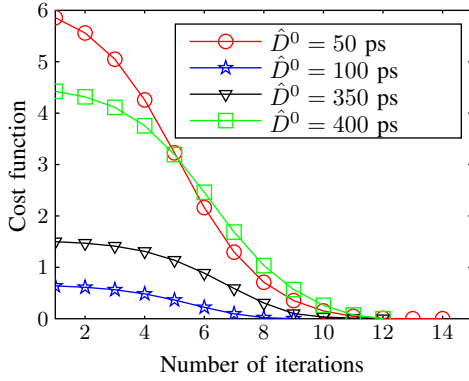 6
5
4
3
2
1
0
Cost function
D̂⁰ = 50 ps
D̂⁰ = 100 ps
D̂⁰ = 350 ps
D̂⁰ = 400 ps
2 4 6 8 10 12 14
Number of iterations